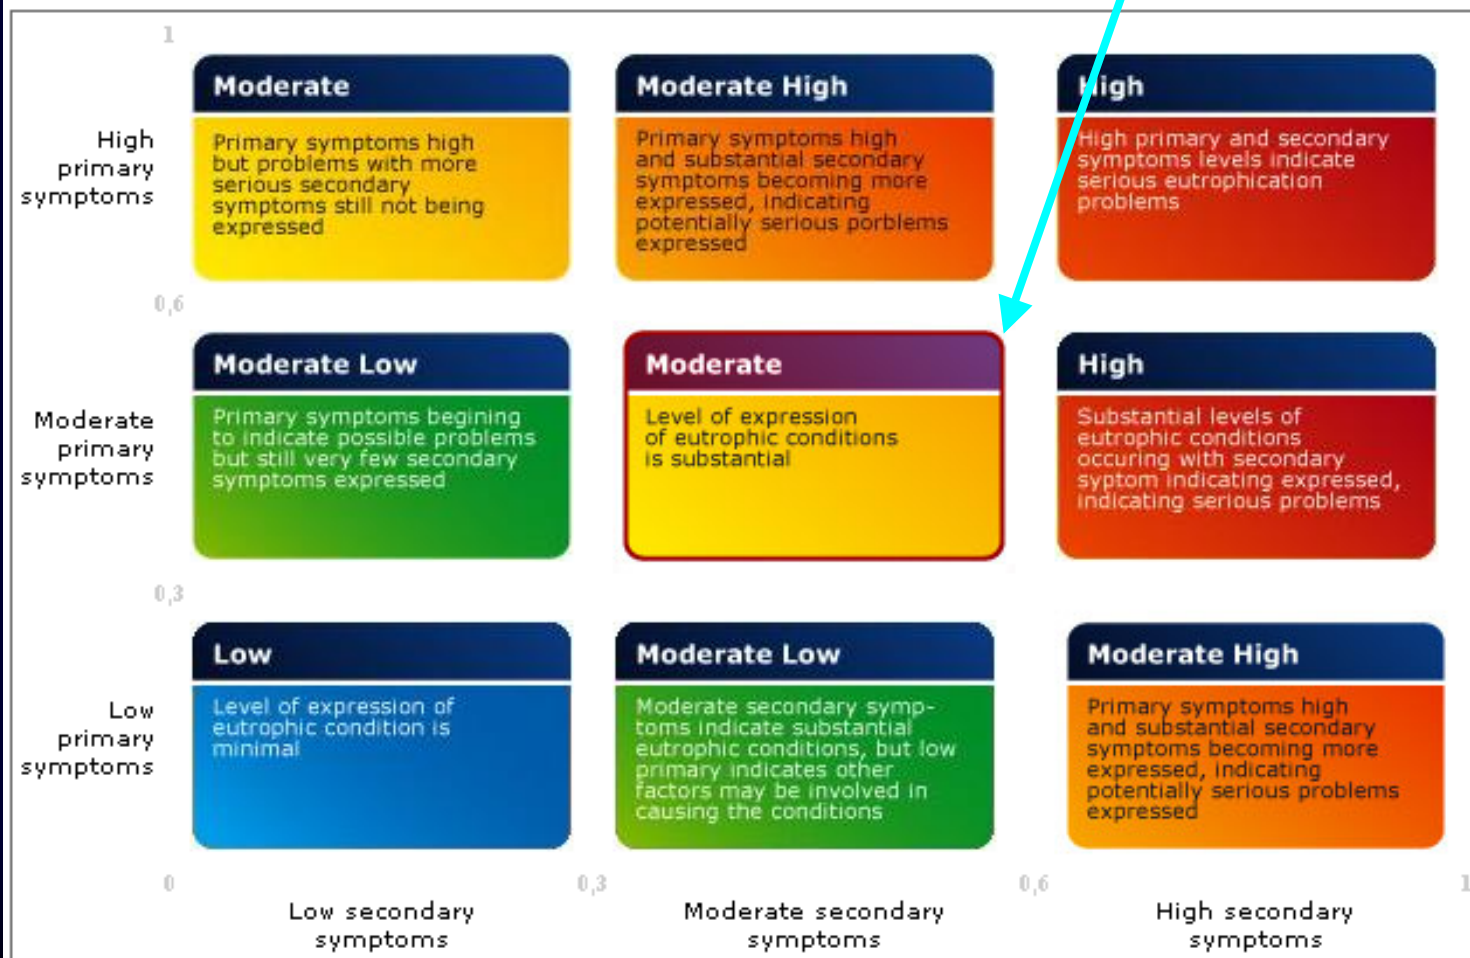 1
High
primary
symptoms
Moderate
Primary symptoms high
but problems with more
serious secondary
symptoms still not being
expressed
Moderate High
Primary symptoms high
and substantial secondary
symptoms becoming more
expressed, indicating
potentially serious porblems
expressed
High
High primary and secondary
symptoms levels indicate
serious eutrophication
problems
0,6
Moderate
primary
symptoms
Moderate Low
Primary symptoms begining
to indicate possible problems
but still very few secondary
symptoms expressed
Moderate
Level of expression
of eutrophic conditions
is substantial
High
Substantial levels of
eutrophic conditions
occuring with secondary
syptom indicating expressed,
indicating serious problems
0,3
Low
primary
symptoms
Low
Level of expression of
eutrophic condition is
minimal
Moderate Low
Moderate secondary symp-
toms indicate substantial
eutrophic conditions, but low
primary indicates other
factors may be involved in
causing the conditions
Moderate High
Primary symptoms high
and substantial secondary
symptoms becoming more
expressed, indicating
potentially serious problems
expressed
0
0,3
0,6
1
Low secondary
symptoms
Moderate secondary
symptoms
High secondary
symptoms